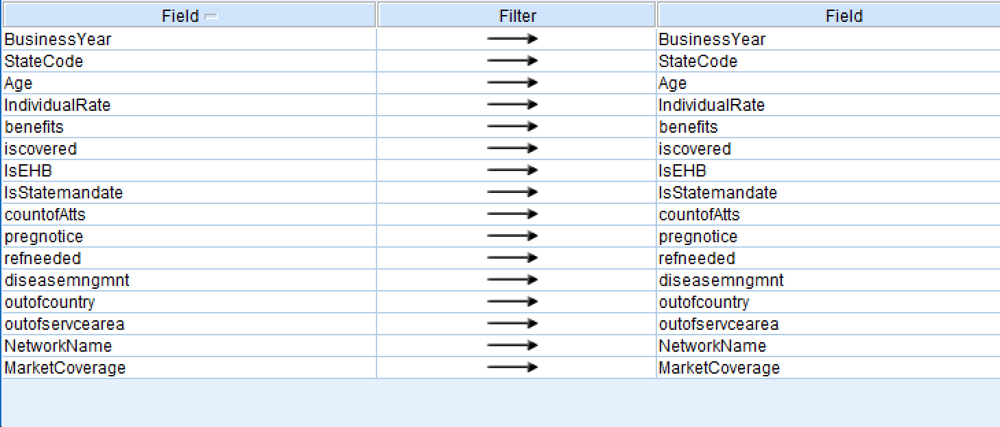 Field Filter Field
BusinessYear BusinessYear
StateCode StateCode
Age Age
IndividualRate IndividualRate
benefits benefits
iscovered iscovered
IsEHB IsEHB
IsStatemandate IsStatemandate
countofAtts countofAtts
pregnotice pregnotice
refneeded refneeded
diseasemngmnt diseasemngmnt
outofcountry outofcountry
outofservcearea outofservcearea
NetworkName NetworkName
MarketCoverage MarketCoverage